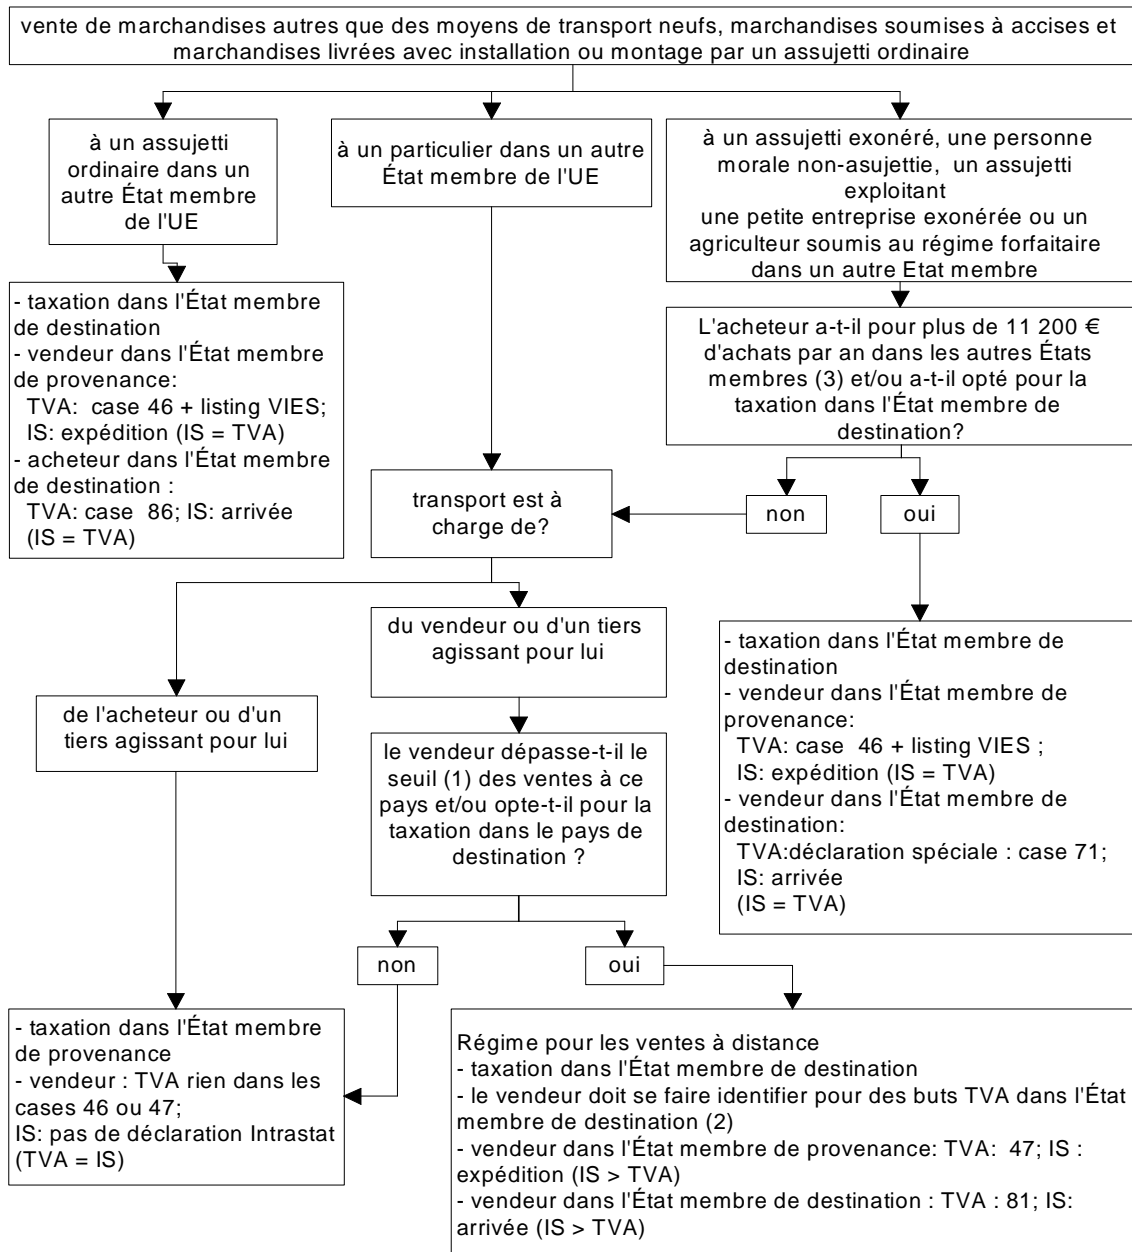 vente de marchandises autres que des moyens de transport neufs, marchandises soumises à accises et
marchandises livrées avec installation ou montage par un assujetti ordinaire
à un assujetti
ordinaire dans un
autre État membre
de l'UE
à un particulier dans un autre
État membre de l'UE
à un assujetti exonéré, une personne
morale non-asujettie, un assujetti
exploitant
une petite entreprise exonérée ou un
agriculteur soumis au régime forfaitaire
dans un autre Etat membre
- taxation dans l'État membre
de destination
- vendeur dans l'État membre
de provenance:
TVA: case 46 + listing VIES;
IS: expédition (IS = TVA)
- acheteur dans l'État membre
de destination :
TVA: case 86; IS: arrivée
(IS = TVA)
L'acheteur a-t-il pour plus de 11 200 €
d'achats par an dans les autres États
membres (3) et/ou a-t-il opté pour la
taxation dans l'État membre de
destination?
transport est à
charge de?
non
oui
du vendeur ou d'un tiers
agissant pour lui
de l'acheteur ou d'un
tiers agissant pour lui
- taxation dans l'État membre de
destination
- vendeur dans l'État membre de
provenance:
TVA: case 46 + listing VIES ;
IS: expédition (IS = TVA)
- vendeur dans l'État membre de
destination:
TVA:déclaration spéciale : case 71;
IS: arrivée
(IS = TVA)
le vendeur dépasse-t-il le
seuil (1) des ventes à ce
pays et/ou opte-t-il pour la
taxation dans le pays de
destination ?
non
oui
- taxation dans l'État membre
de provenance
- vendeur : TVA rien dans les
cases 46 ou 47;
IS: pas de déclaration Intrastat
(TVA = IS)
Régime pour les ventes à distance
- taxation dans l'État membre de destination
- le vendeur doit se faire identifier pour des buts TVA dans l'État
membre de destination (2)
- vendeur dans l'État membre de provenance: TVA: 47; IS :
expédition (IS > TVA)
- vendeur dans l'État membre de destination : TVA : 81; IS:
arrivée (IS > TVA)